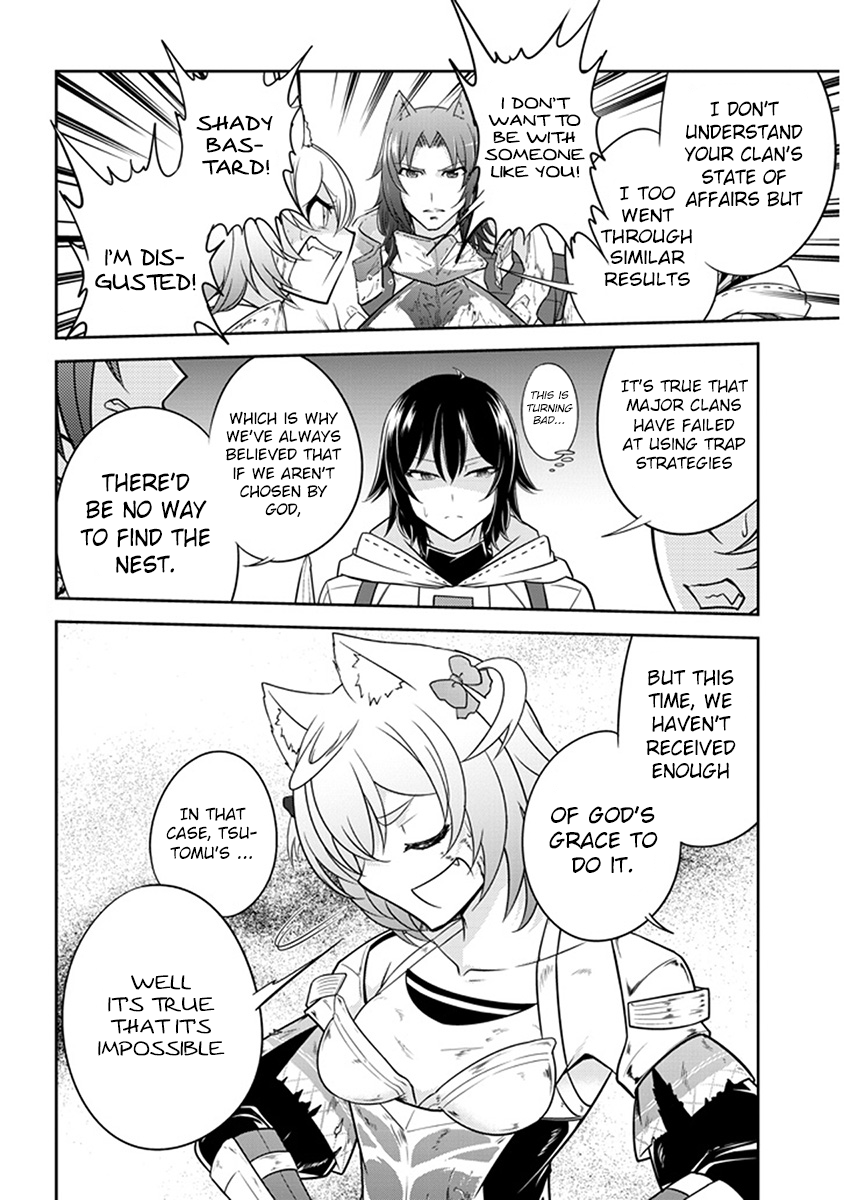 I DON'T
UNDERSTAND
YOUR CLAN'S
STATE OF
AFFAIRS BUT
I TOO
WENT
THROUGH
SIMILAR
RESULTS
I DON'T
WANT TO
BE WITH
SOMEONE
LIKE YOU!
SHADY
BAS-
TARD!
I'M DIS-
GUSTED!
IT'S TRUE THAT
MAJOR CLANS
HAVE FAILED
AT USING TRAP
STRATEGIES
THIS IS
TURNING
BAD...
WHICH IS WHY
WE'VE ALWAYS
BELIEVED THAT
IF WE AREN'T
CHOSEN BY
GOD,
THERE'D
BE NO WAY
TO FIND THE
NEST.
BUT THIS
TIME, WE
HAVEN'T
RECEIVED
ENOUGH
OF GOD'S
GRACE TO
DO IT.
IN THAT
CASE, TSU-
TOMU'S ...
WELL
IT'S TRUE
THAT IT'S
IMPOSSIBLE